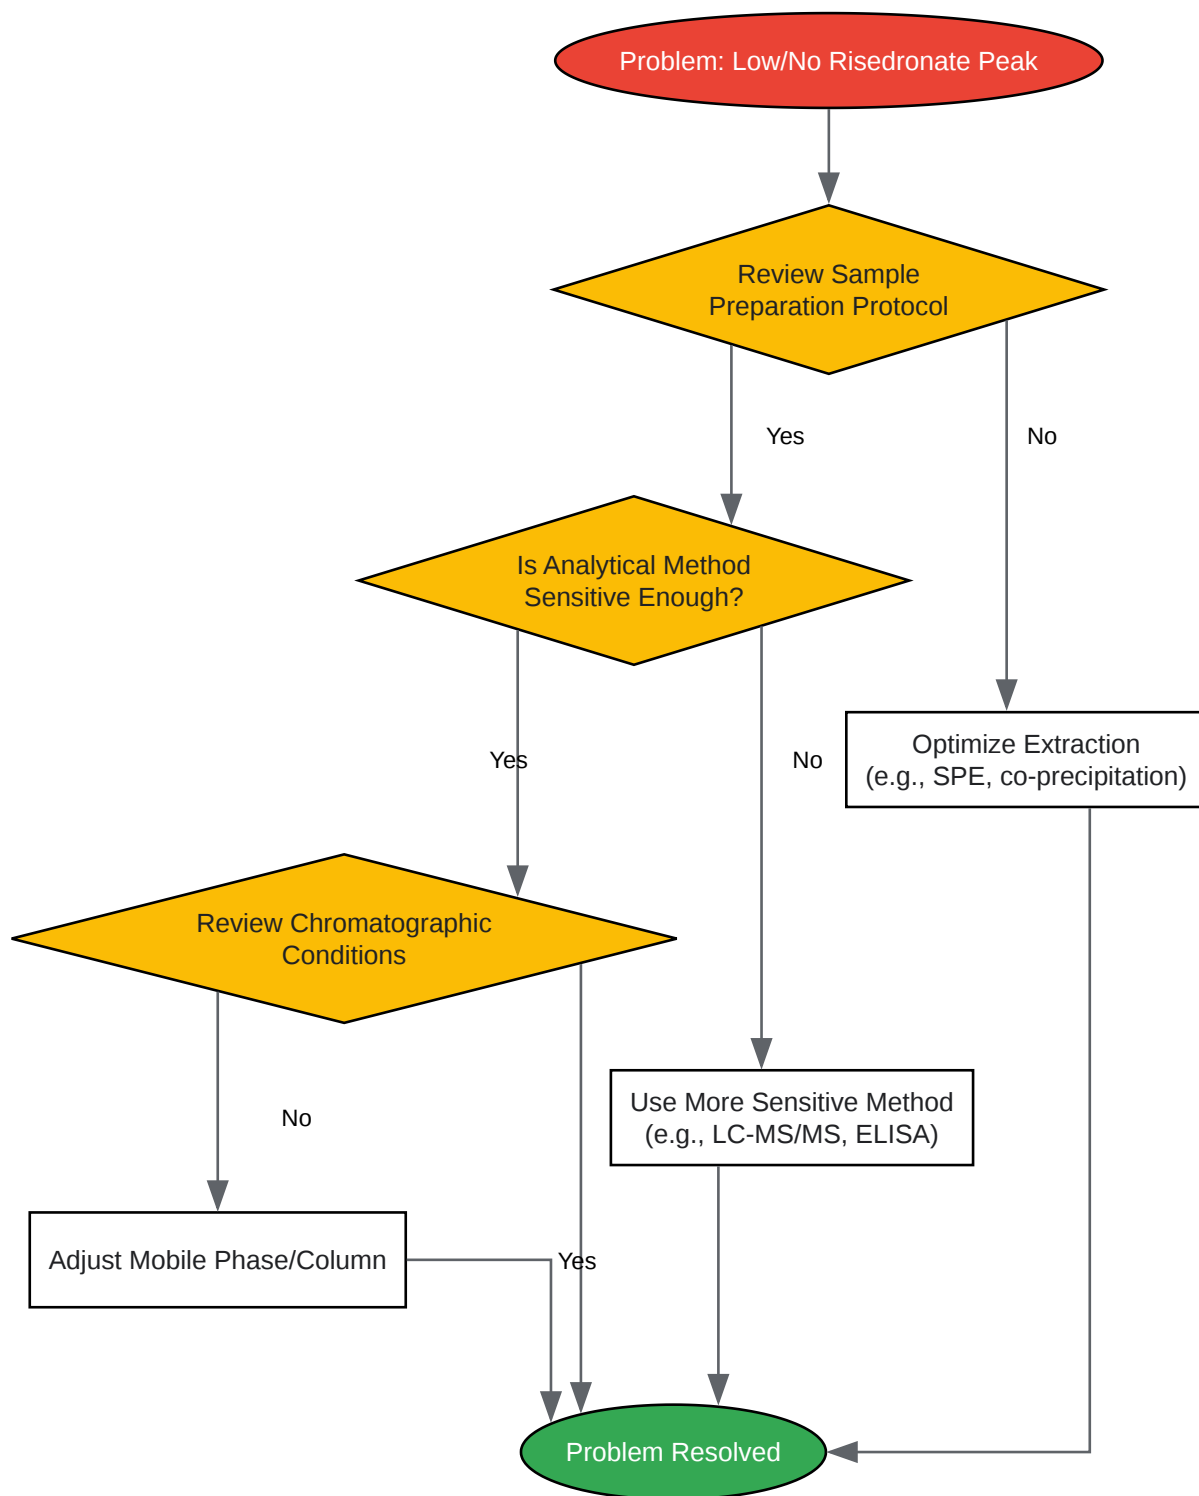 Problem: Low/No Risedronate Peak
Review Sample
Preparation Protocol
Yes
No
Is Analytical Method
Sensitive Enough?
Yes
No
Optimize Extraction
(e.g., SPE, co-precipitation)
Review Chromatographic
Conditions
No
Use More Sensitive Method
(e.g., LC-MS/MS, ELISA)
Adjust Mobile Phase/Column
Yes
Problem Resolved